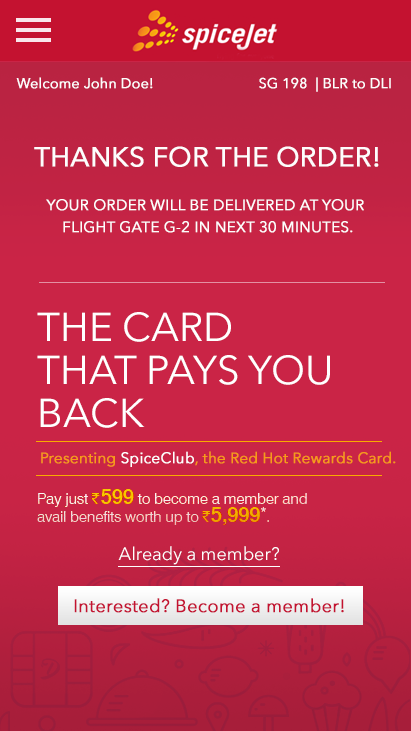 spiceJet
Welcome John Doe!
SG 198 | BLR to DLI
THANKS FOR THE ORDER!
YOUR ORDER WILL BE DELIVERED AT YOUR
FLIGHT GATE G-2 IN NEXT 30 MINUTES.
THE CARD
THAT PAYS YOU
BACK
Presenting SpiceClub, the Red Hot Rewards Card.
Pay just ₹599 to become a member and
avail benefits worth up to ₹5,999*.
Already a member?
Interested? Become a member!